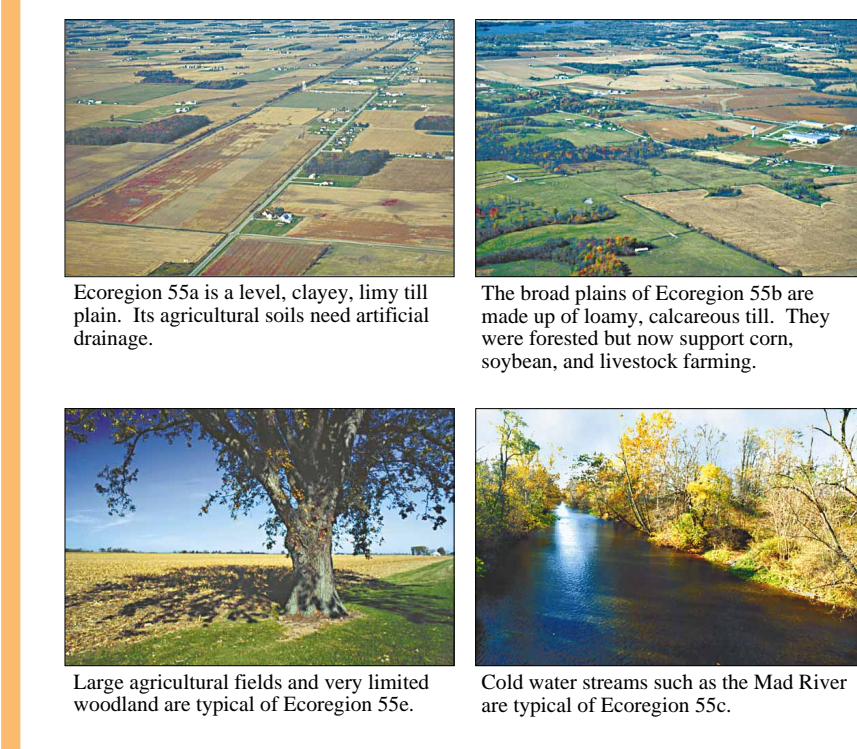 Ecoregion 55a is a level, clayey, limy till
plain.  Its agricultural soils need artificial
drainage.
The broad plains of Ecoregion 55b are
made up of loamy, calcareous till.  They
were forested but now support corn,
soybean, and livestock farming.
Large agricultural fields and very limited
woodland are typical of Ecoregion 55e.
Cold water streams such as the Mad River
are typical of Ecoregion 55c.